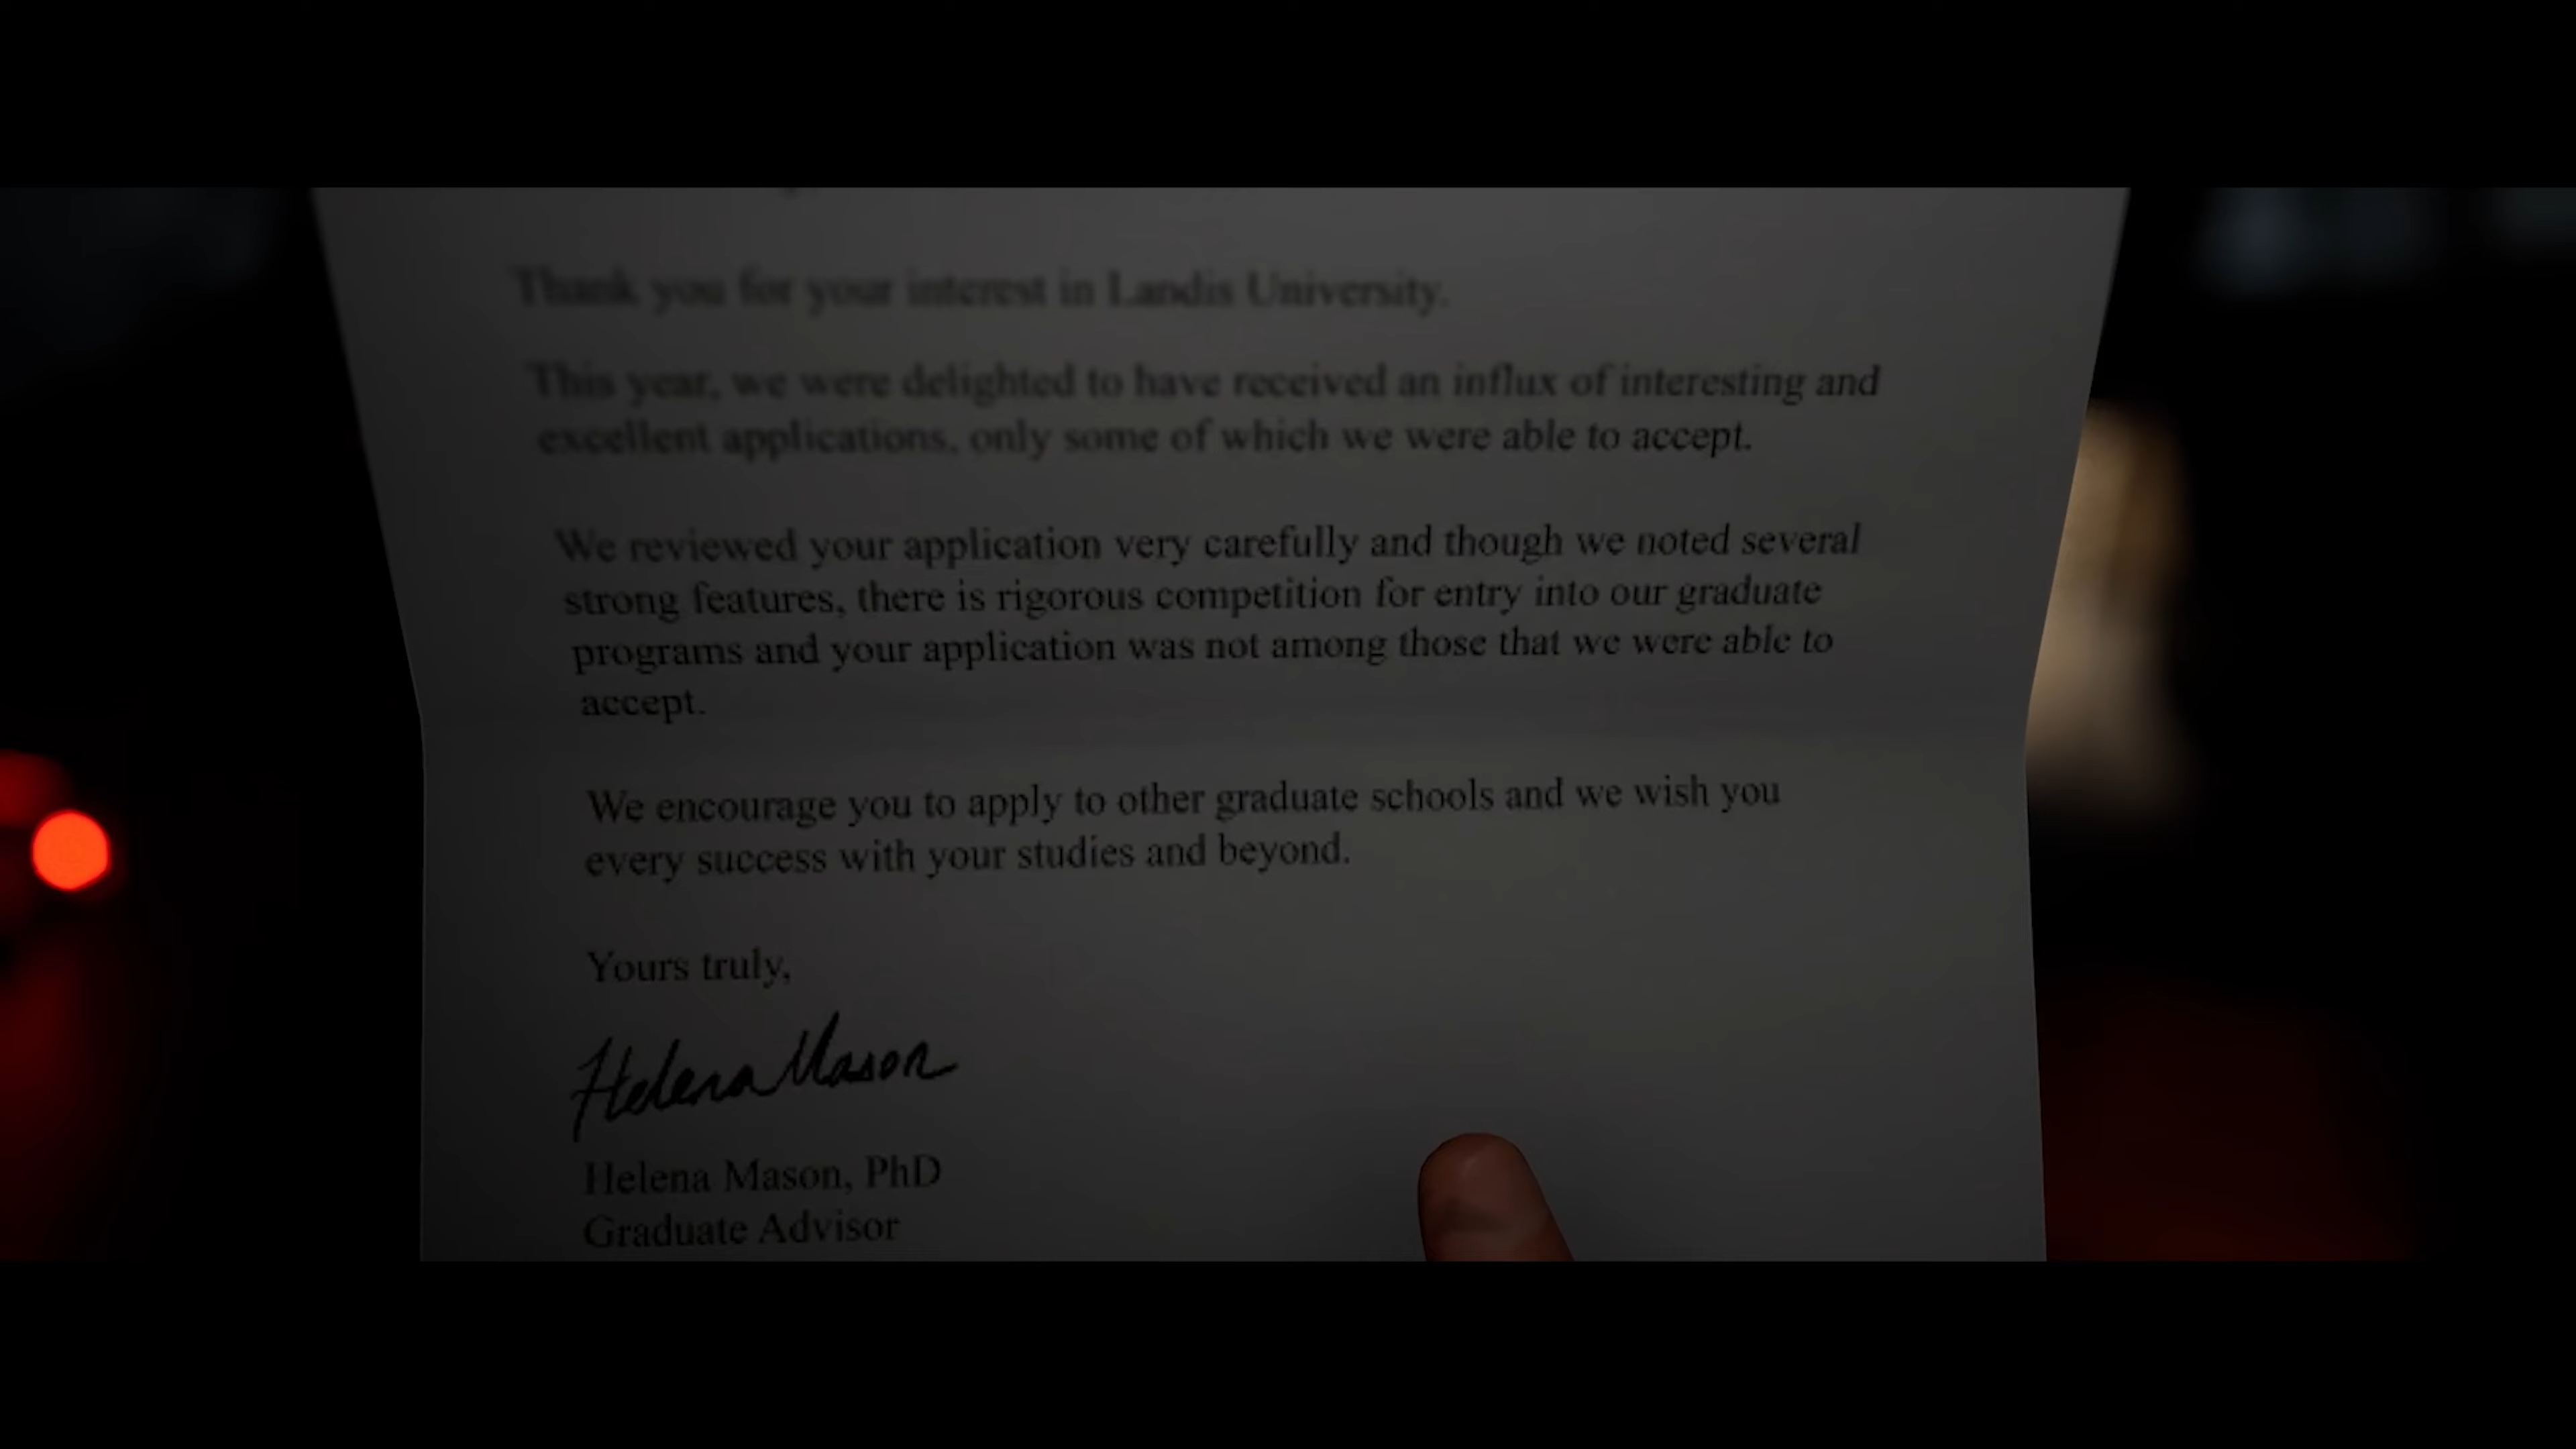 Thank you for your interest in Landis University.
This year, we were delighted to have received an influx of interesting and
excellent applications, only some of which we were able to accept.
We reviewed your application very carefully and though we noted several
strong features, there is rigorous competition for entry into our graduate
programs and your application was not among those that we were able to
accept.
We encourage you to apply to other graduate schools and we wish you
every success with your studies and beyond.
Yours truly,
Helena Mason
Helena Mason, PhD
Graduate Advisor